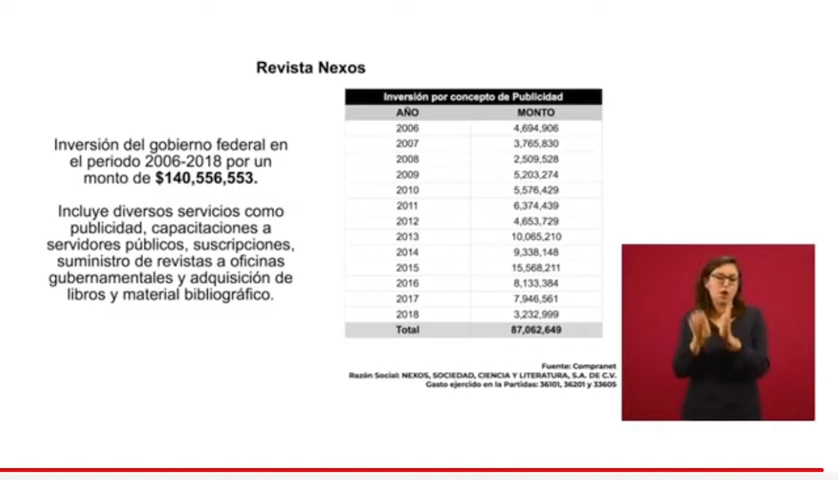 Revista Nexos
Inversión del gobierno federal en
el periodo 2006-2018 por un
monto de $140,556,553.
Incluye diversos servicios como
publicidad, capacitaciones a
servidores públicos, suscripciones,
suministro de revistas a oficinas
gubernamentales y adquisición de
libros y material bibliográfico.
Inversión por concepto de Publicidad
AÑO MONTO
2006 4,694,906
2007 3,765,830
2008 2,509,528
2009 5,203,274
2010 5,576,429
2011 6,374,439
2012 4,653,729
2013 10,065,210
2014 9,338,148
2015 15,568,211
2016 8,133,384
2017 7,946,561
2018 3,232,999
Total 87,062,649
Fuente: Compranet
Razón Social: NEXOS, SOCIEDAD, CIENCIA Y LITERATURA, S.A. DE C.V.
Gasto ejercido en la Partidas: 36101, 36201 y 33605